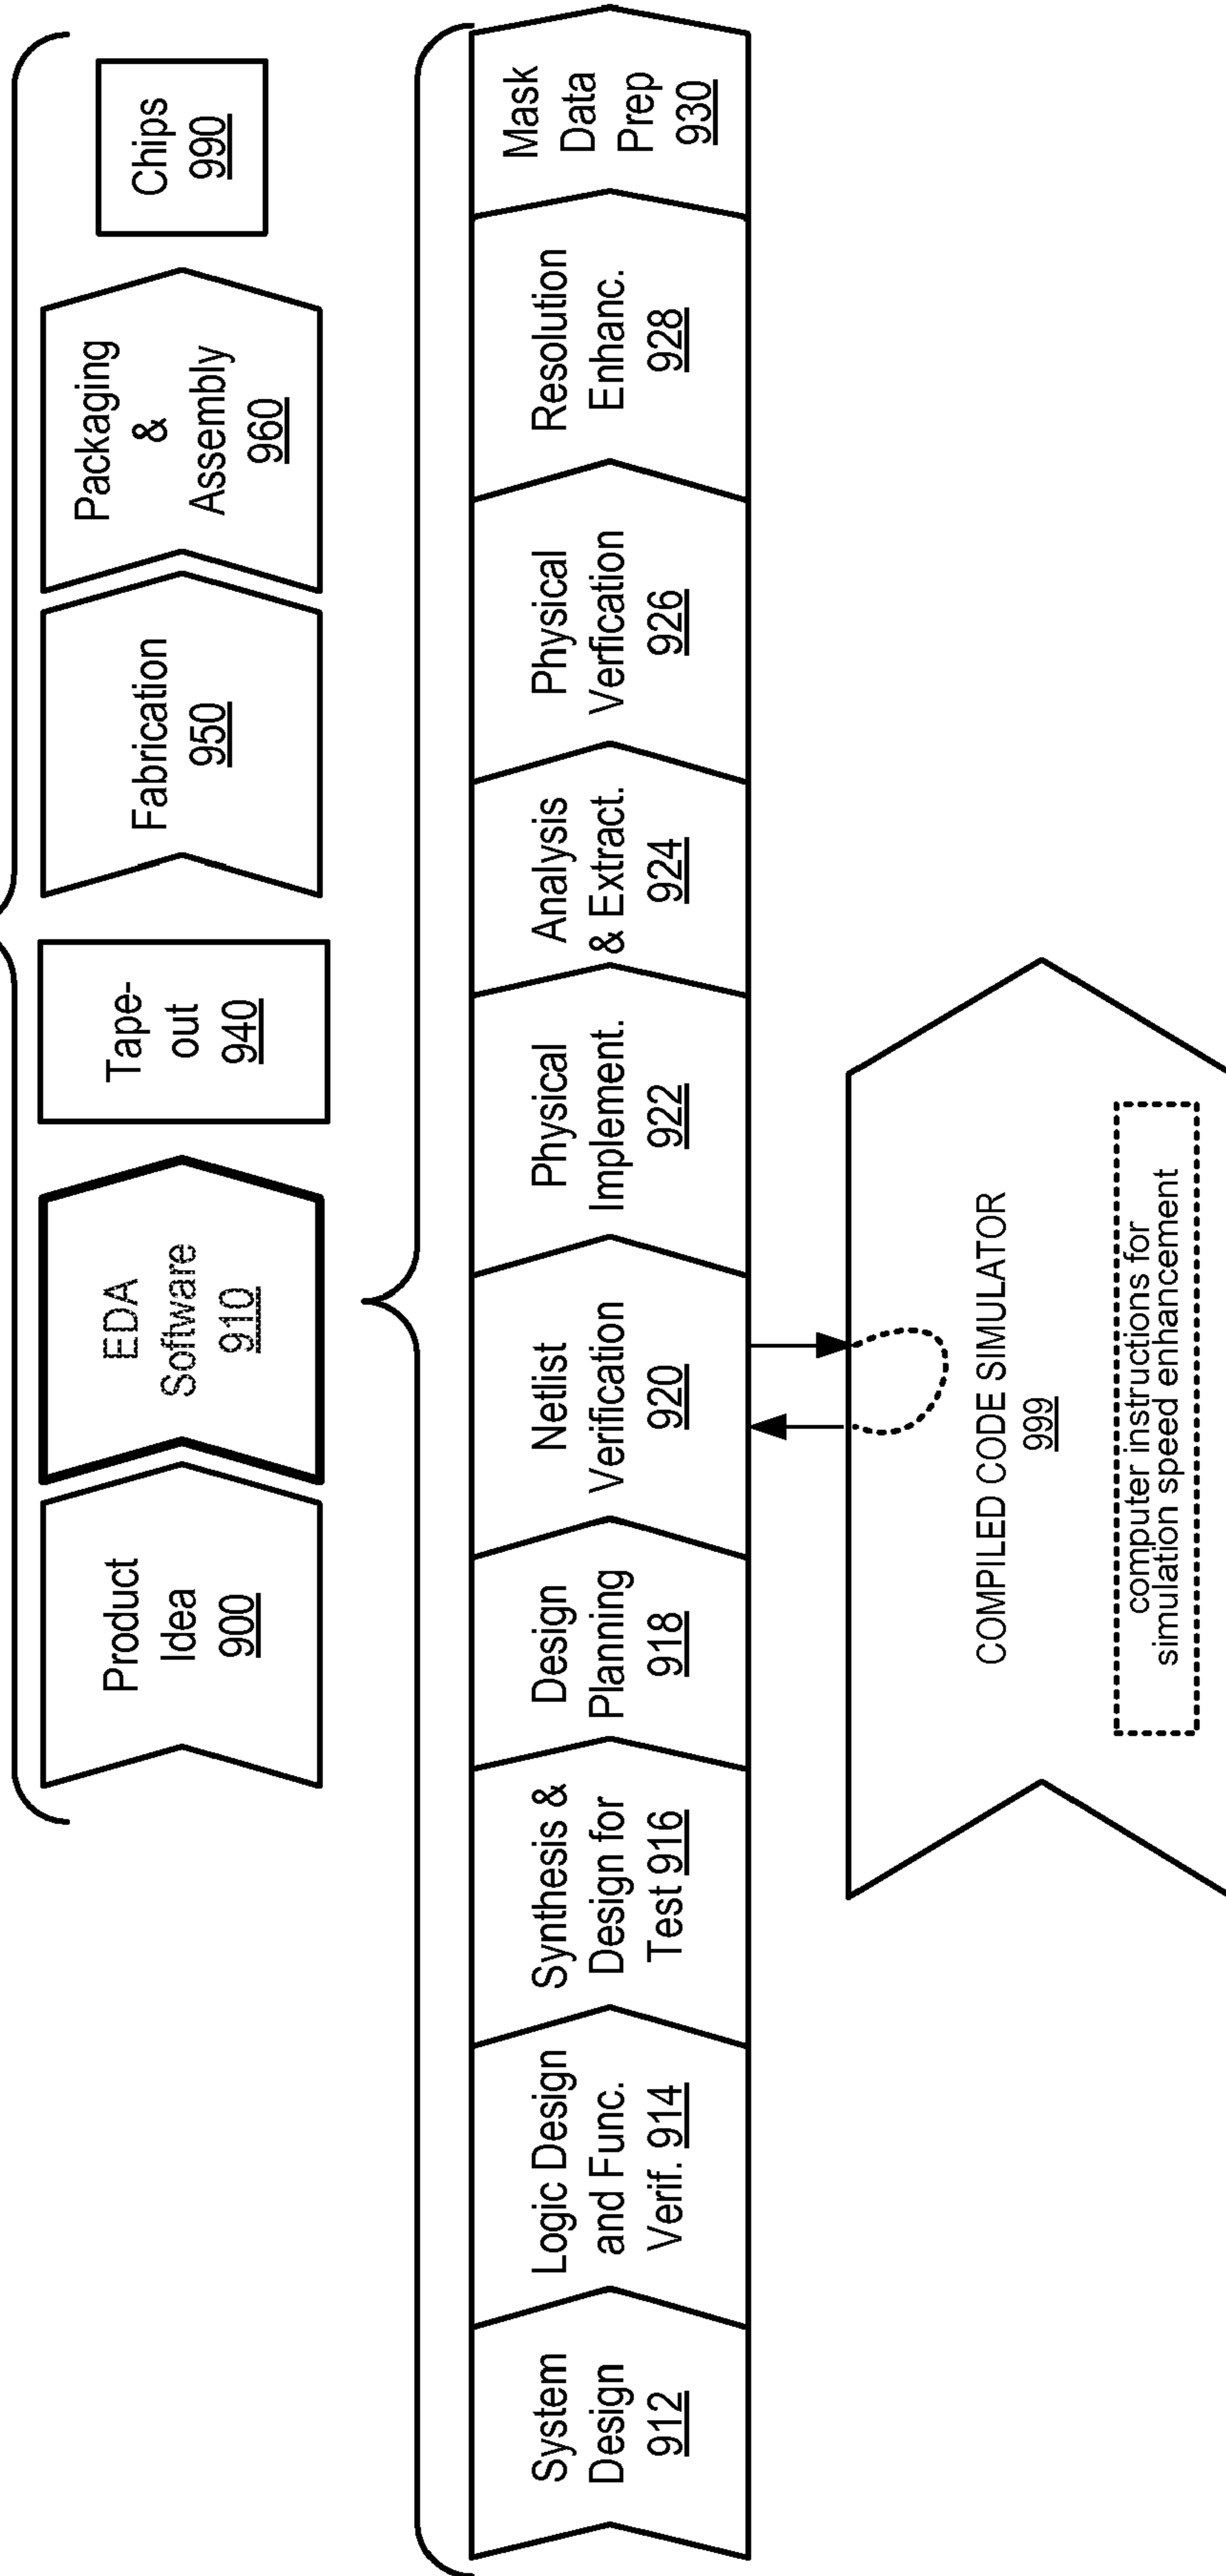 Product
Idea
900
EDA
Software
910
Tape-
out
940
Fabrication
950
Packaging
&
Assembly
960
Chips
990
System
Design
912
Logic Design
and Func.
Verif. 914
Synthesis &
Design for
Test 916
Design
Planning
918
Netlist
Verification
920
Physical
Implement.
922
Analysis
& Extract.
924
Physical
Verfication
926
Resolution
Enhanc.
928
Mask
Data
Prep
930
COMPILED CODE SIMULATOR
999
computer instructions for
simulation speed enhancement